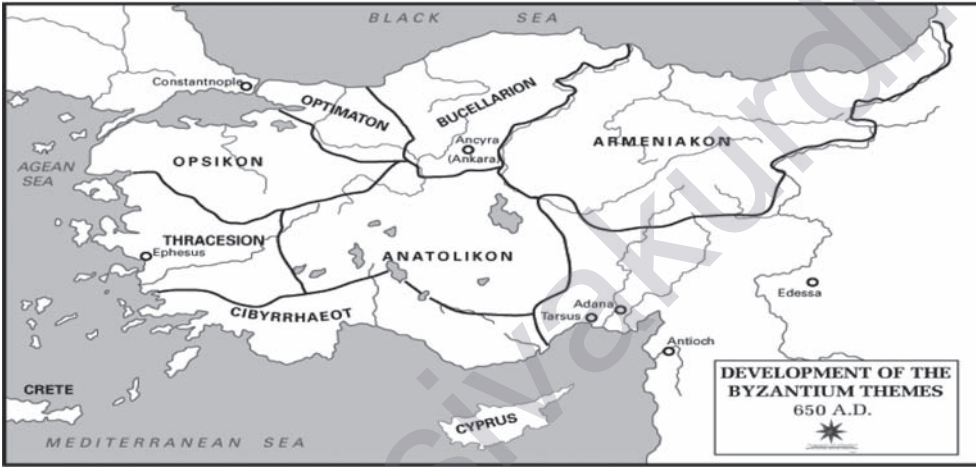 BLACK SEA
Constantnople
OPTIMATON
BUCELLARION
Ancyra
(Ankara)
ARMENIAKON
OPSIKON
AGEAN
SEA
THRACESION
Ephesus
ANATOLIKON
CIBYRRHAEOT
Adana
Tarsus
Edessa
Antioch
CRETE
CYPRUS
MEDITERRANEAN SEA
DEVELOPMENT OF THE
BYZANTIUM THEMES
650 A.D.
Sivakurdi.